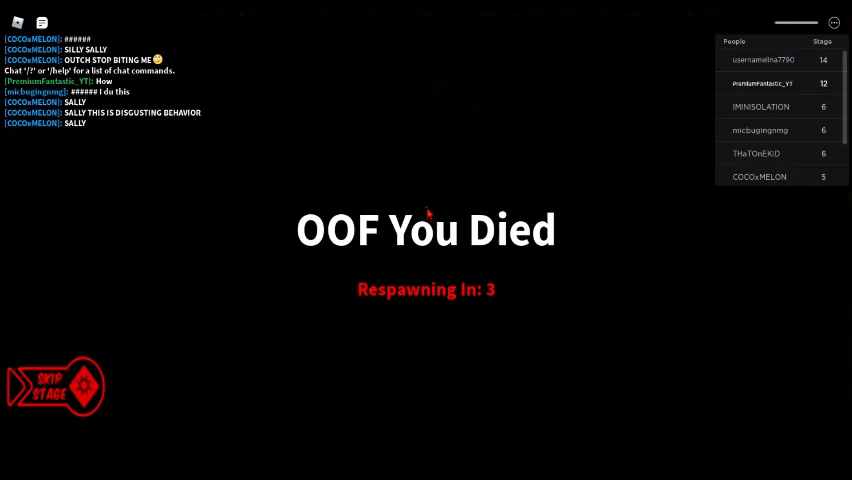 [COCOxMELON]: ######
[COCOxMELON]: SILLY SALLY
[COCOxMELON]: OUTCH STOP BITING ME🙄
Chat '/?' or '/help' for a list of chat commands.
[PremiumFantastic_YT]: How
[micbugingnmg]: ###### I du this
[COCOxMELON]: SALLY
[COCOxMELON]: SALLY THIS IS DISGUSTING BEHAVIOR
[COCOxMELON]: SALLY
People Stage
usernamelina7790 14
PremiumFantastic_YT 12
IMINISOLATION 6
micbugingnmg 6
THaTOnEKiD 6
COCOxMELON 5
OOF You Died
Respawning In: 3
SKIP
STAGE